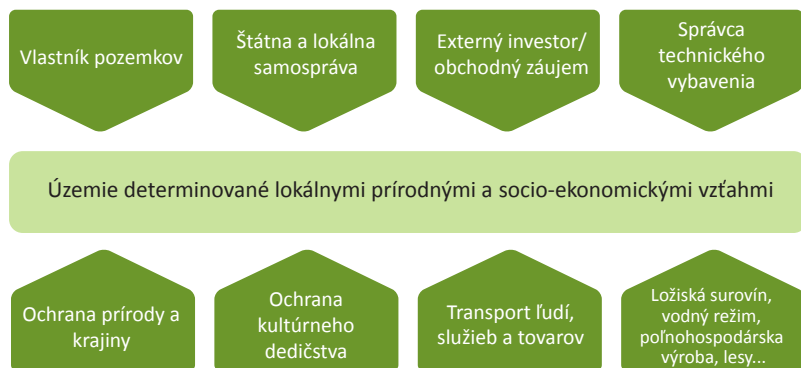 Vlastník pozemkov
Štátna a lokálna
samospráva
Externý investor/
obchodný záujem
Správca
technického
vybavenia
Územie determinované lokálnymi prírodnými a socio-ekonomickými vzťahmi
Ochrana prírody a
krajiny
Ochrana
kultúrneho
dedičstva
Transport ľudí,
služieb a tovarov
Ložiská surovín,
vodný režim,
poľnohospodárska
výroba, lesy...